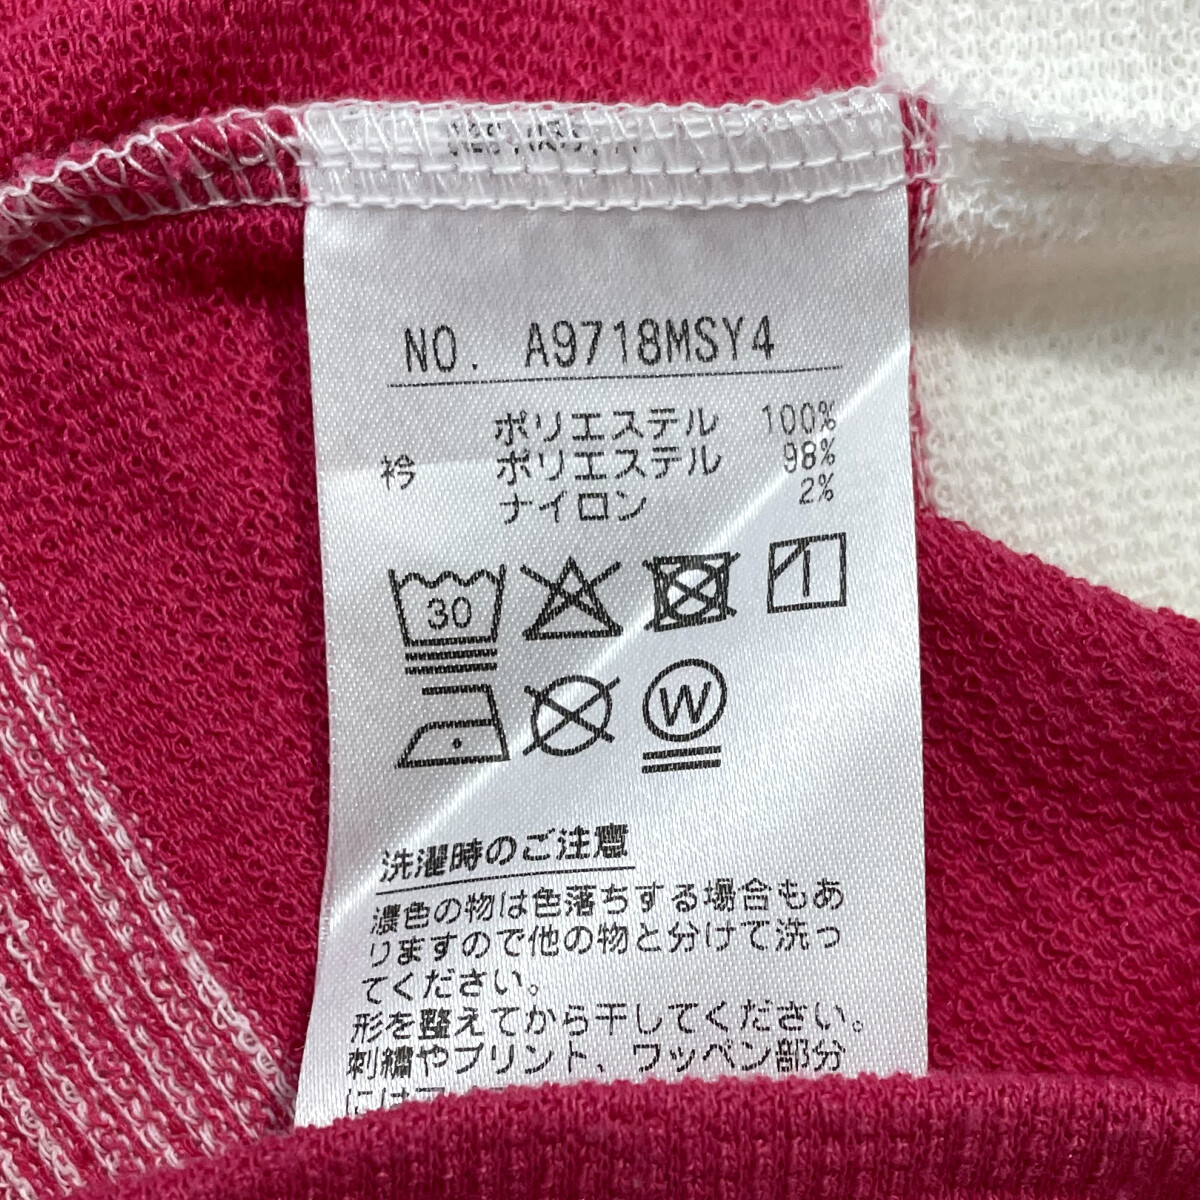 NO. A9718MSY4
ポリエステル 100%
衿 ポリエステル 98%
ナイロン 2%
30
W
洗濯時のご注意
濃色の物は色落ちする場合もあ
りますので他の物と分けて洗っ
てください。
形を整えてから干してください。
刺繍やプリント、ワッペン部分
には